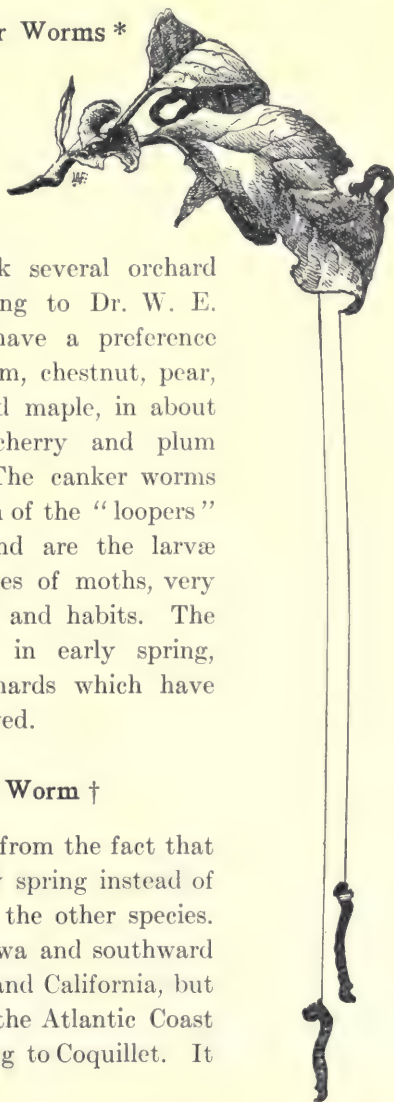 r Worms *
k several orchard
ng to Dr. W. E.
have a preference
m, chestnut, pear,
d maple, in about
cherry and plum
The canker worms
n of the "loopers"
nd are the larvæ
es of moths, very
and habits. The
in early spring,
hards which have
ved.
Worm †
from the fact that
y spring instead of
the other species.
wa and southward
and California, but
the Atlantic Coast
g to Coquillet. It